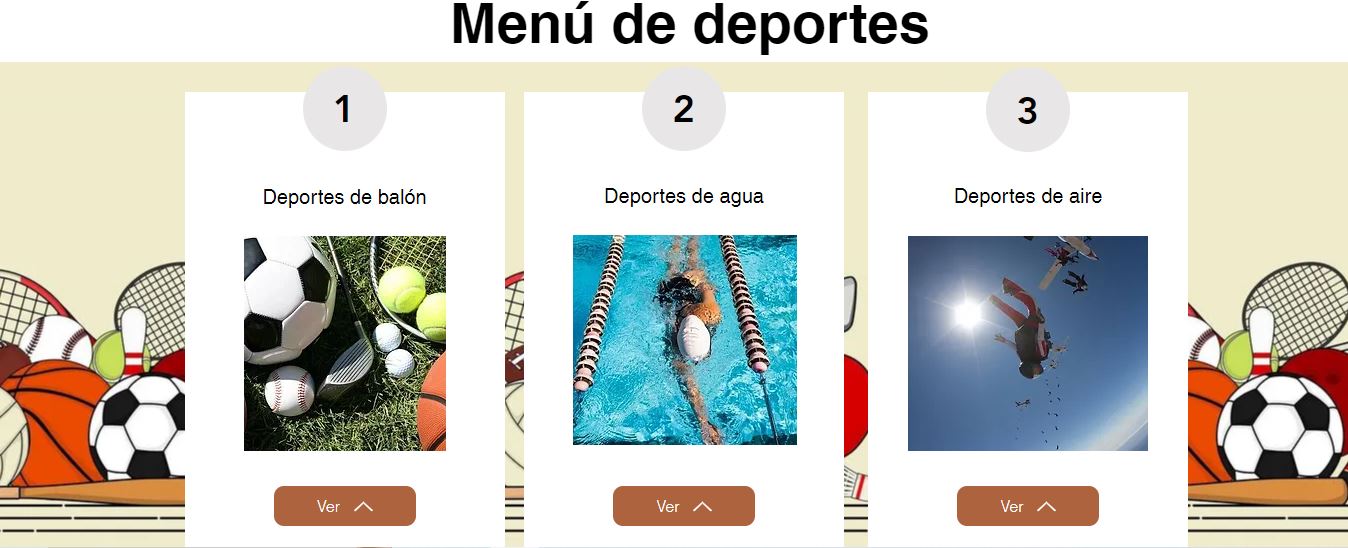 Menú de deportes
1
2
3
Deportes de balón
Deportes de agua
Deportes de aire
Ver
Ver
Ver